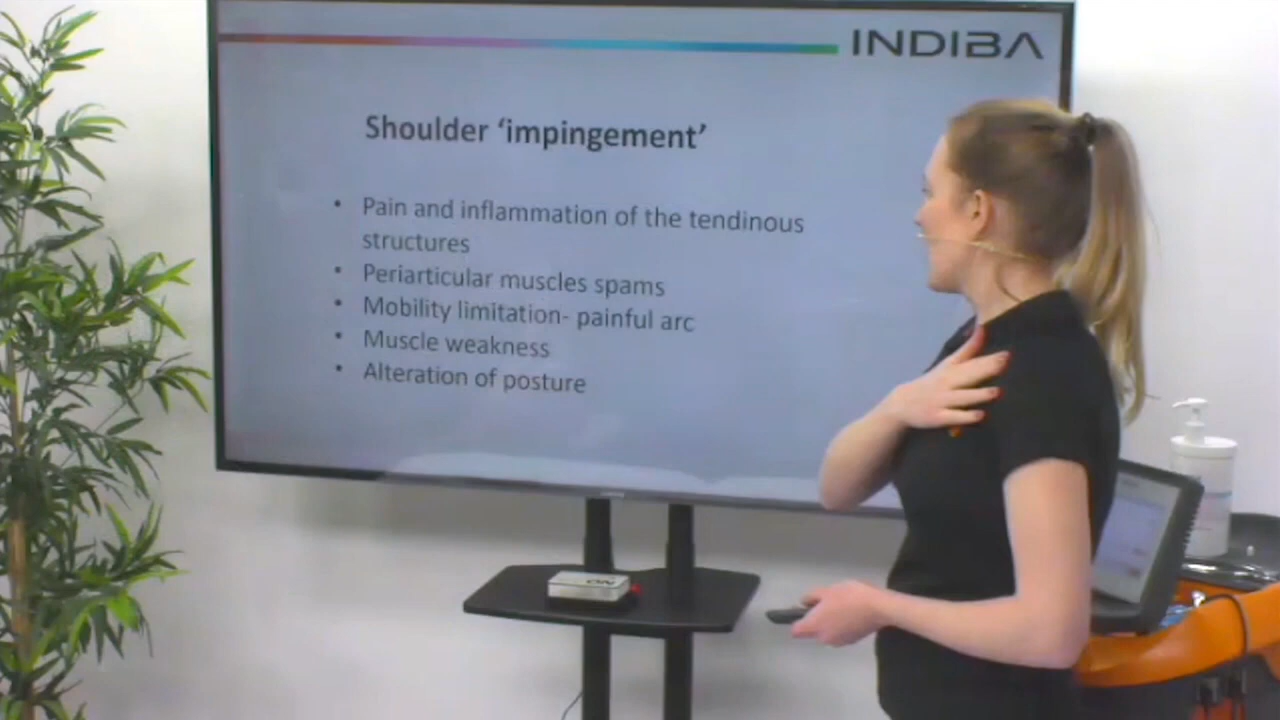 INDIBA
Shoulder ‘impingement’
• Pain and inflammation of the tendinous
structures
• Periarticular muscles spams
• Mobility limitation- painful arc
• Muscle weakness
• Alteration of posture